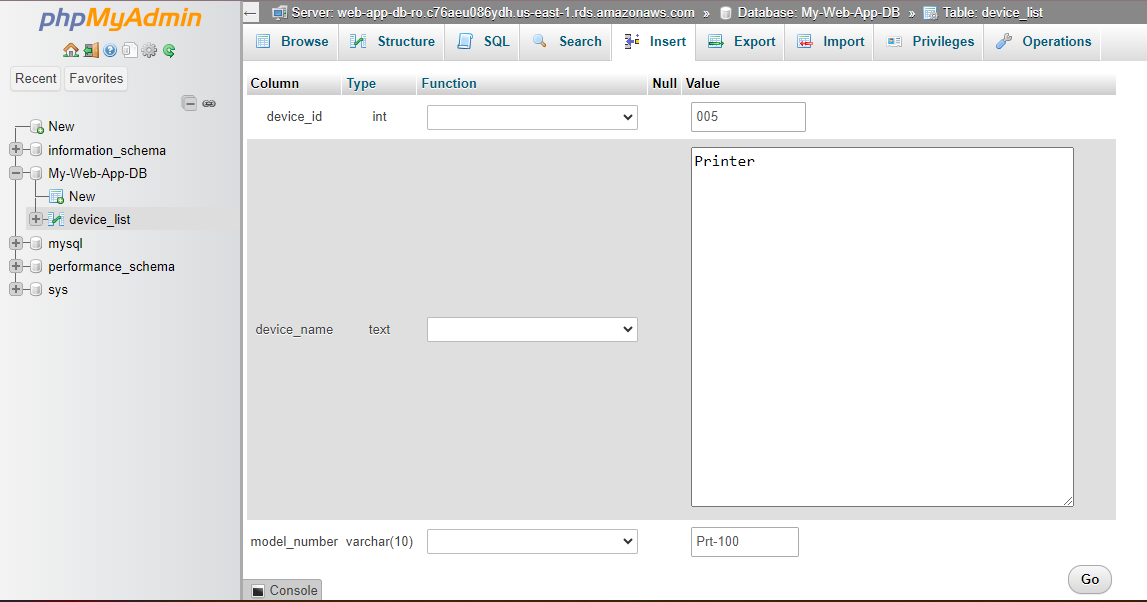 phpMyAdmin
Recent Favorites
New
information_schema
My-Web-App-DB
New
device_list
mysql
performance_schema
sys
← Server: web-app-db-ro.c76aeu086ydh.us-east-1.rds.amazonaws.com » Database: My-Web-App-DB » Table: device_list
Browse Structure SQL Search Insert Export Import Privileges Operations
Column Type Function Null Value
device_id int 005
Printer
device_name text
model_number varchar(10) Prt-100
Go
Console